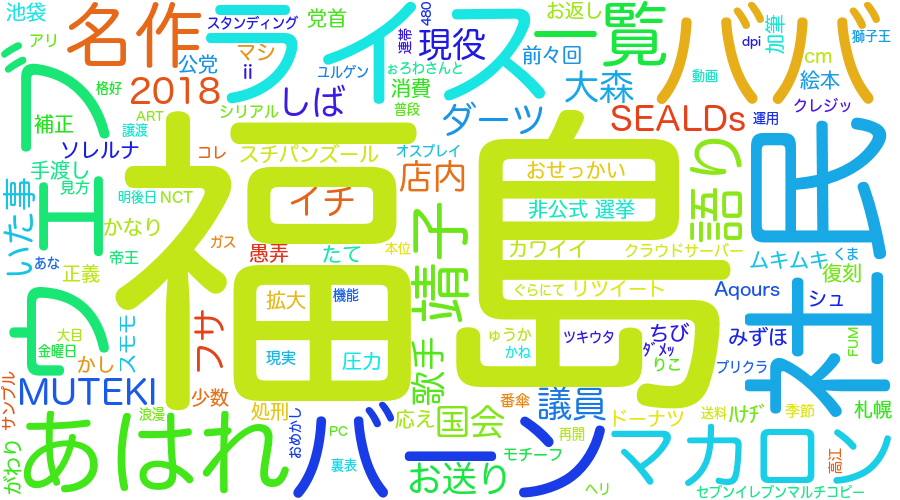 池袋
名作
ライス
スタンディング
党首
480
連帯
現役
お返し
一覧
ババ
加筆
獅子王
dpi
アリ
公党
マシ
ii
ユルゲン
ぉろわさんと
前々回
cm
動画
絵本
ウェブ
格好
2018
しば
消費
普段
大森
クレジッ
補正
ART
譲渡
シリアル
ダーツ
SEALDs
運用
ソレルナ
コレ
スチパンズール
オスプレイ
福島
民
語り
手渡し
見方
明後日
NCT
イチ
店内
おせっかい
いた事
かなり
靖子
非公式
選挙
帝王
あな
正義
ガス
愚弄
たて
本位
カワイイ
クラウドサーバー
ムキムキ
くま
復刻
拡大
機能
ぐらにて
リツイート
Aqours
シュ
スモモ
フサ
大目
金曜日
かし
現実
圧力
ゅうか
かね
ツキウタ
ちび
ダメッ
りこ
みずほ
プリクラ
FUM
社
サンプル
MUTEKI
少数
歌手
番傘
議員
ドーナツ
送料
ハナヂ
季節
札幌
浪漫
処刑
おめかし
バーン
応え
国会
再開
マカロン
がわり
あはれ
PC
裏表
お送り
モチーフ
ヘリ
高江
セブンイレブンマルチコピー